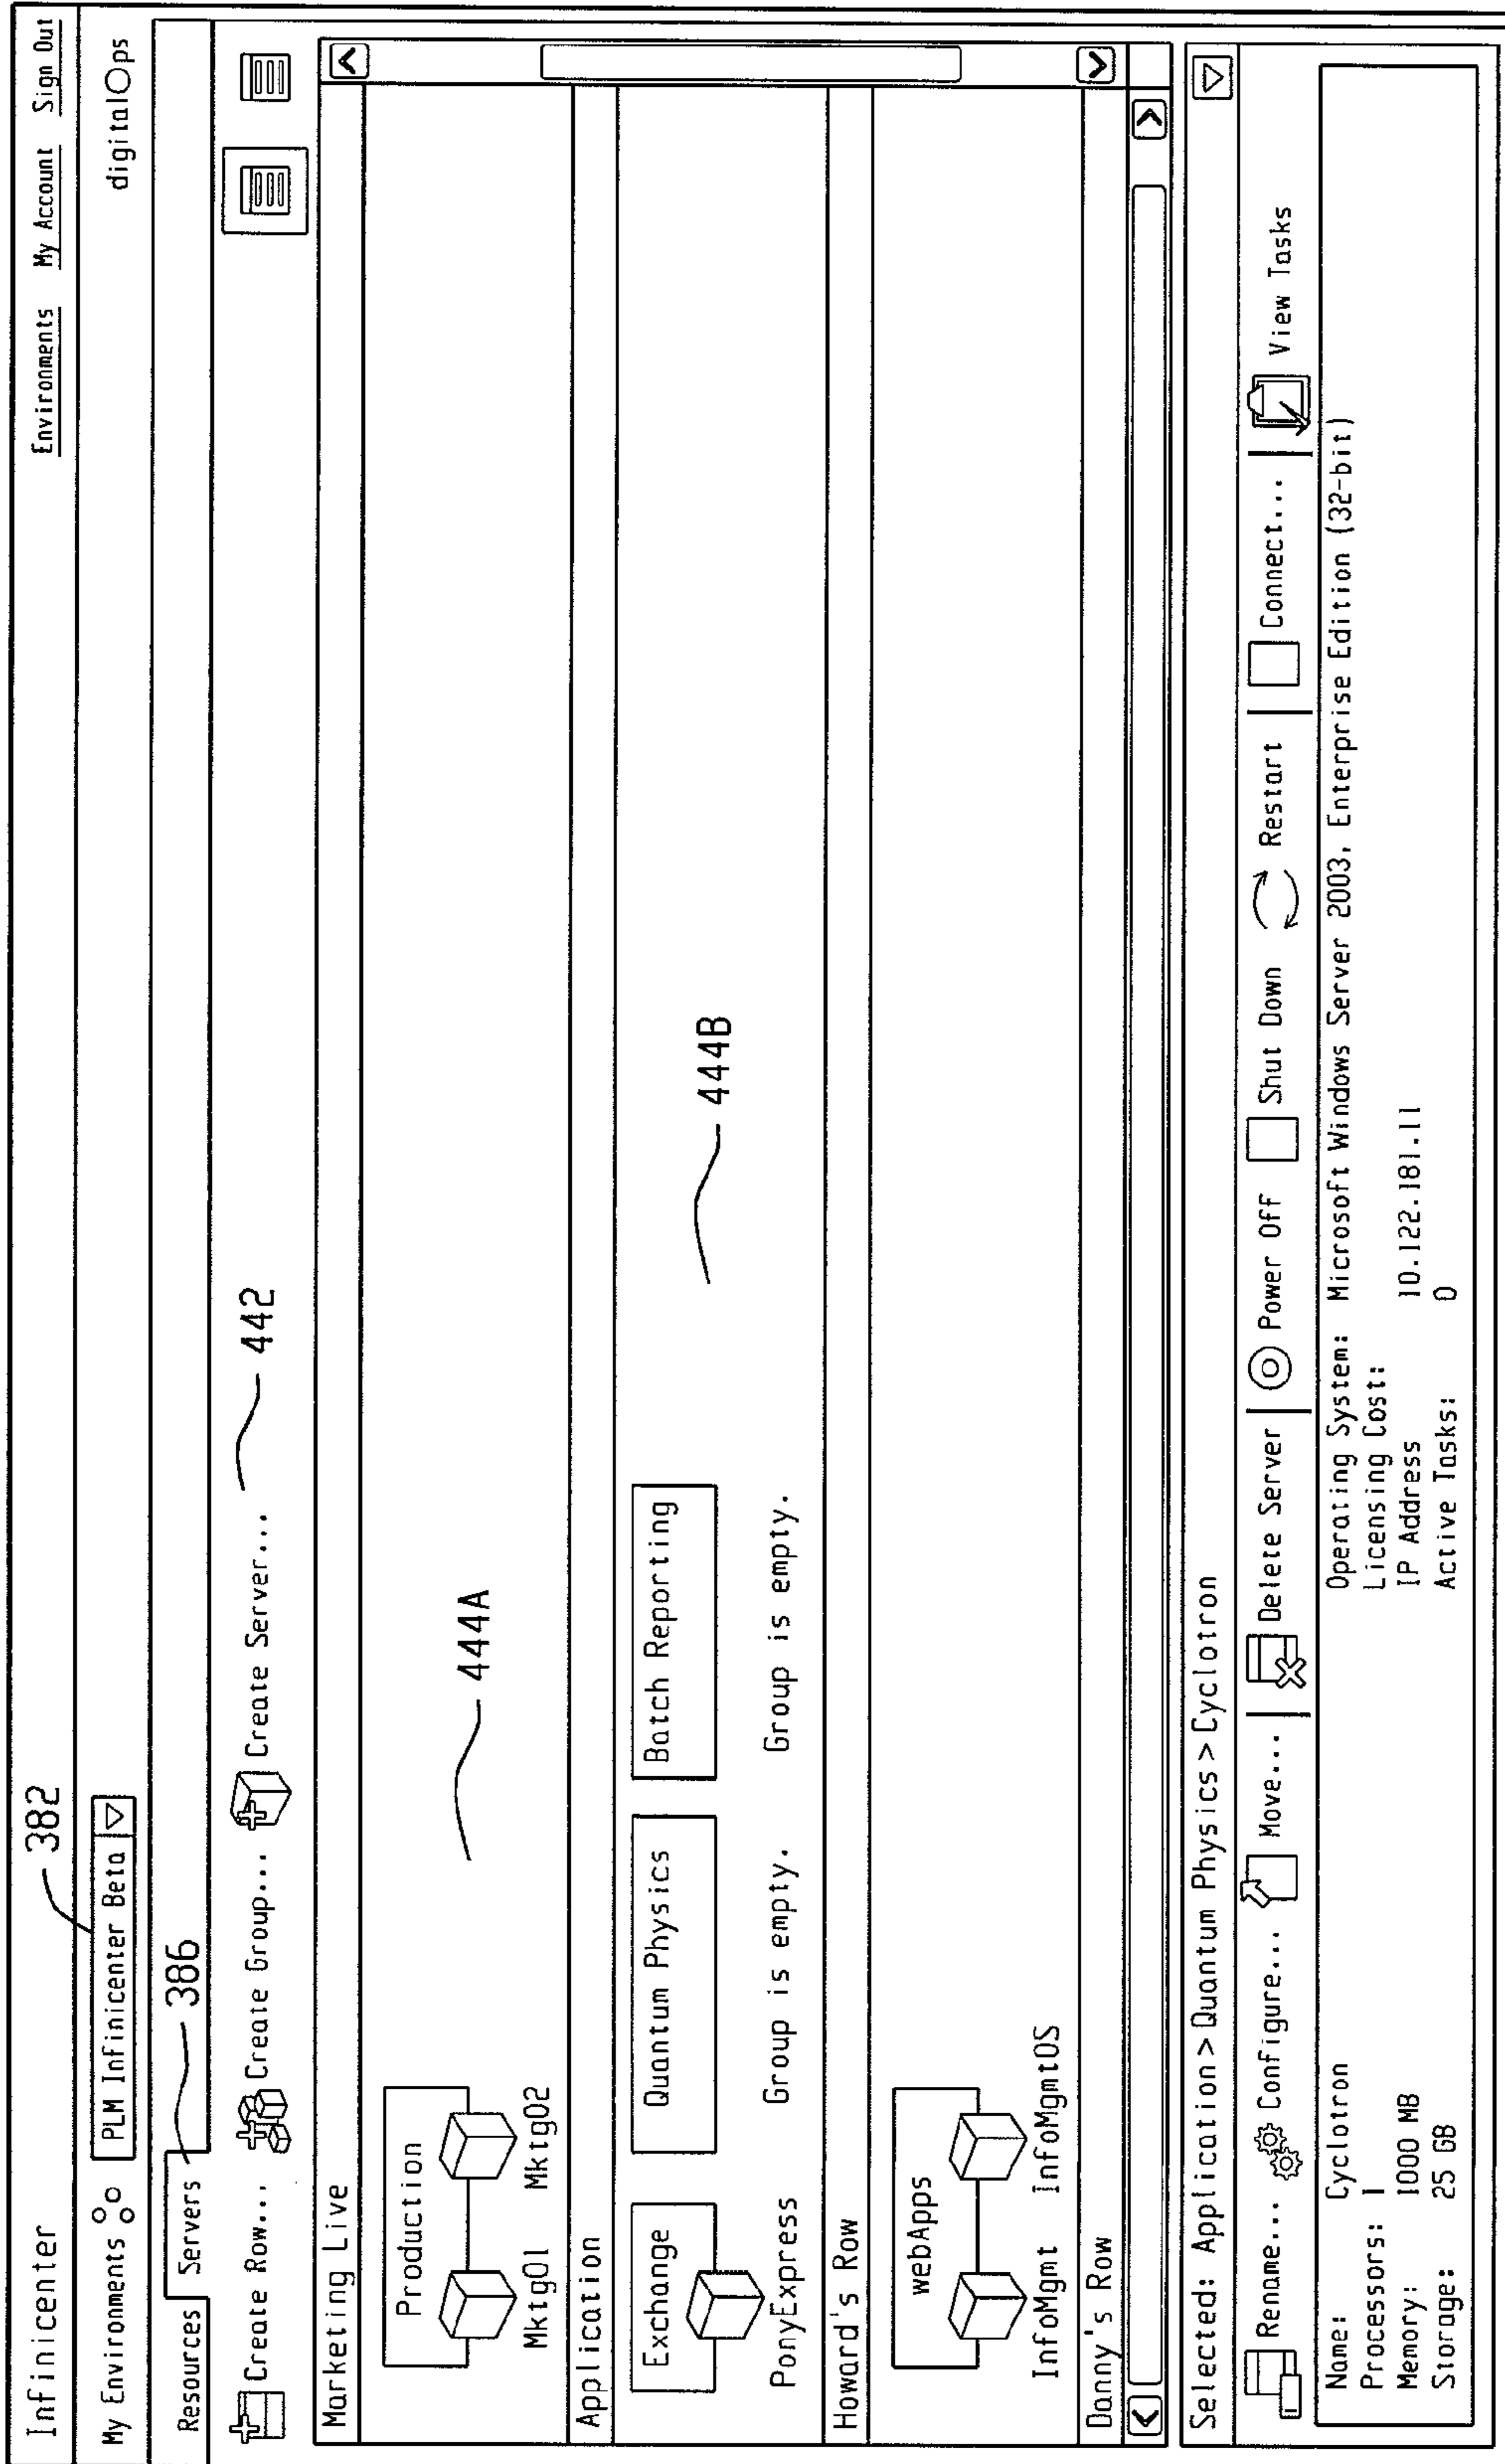 Infinicenter 382 Environments My Account Sign Out
My Environments PLM Infinicenter Beta digitalOps
Resources Servers 386
Create Row... Create Group... Create Server... 442
Marketing Live
Production
444A
Mktg01 Mktg02
Application
Exchange Quantum Physics Batch Reporting
444B
PonyExpress Group is empty. Group is empty.
Howard's Row
webApps
InfoMgmt InfoMgmtOS
Danny's Row
Selected: Application > Quantum Physics > Cyclotron
Rename... Configure... Move... Delete Server Power Off Shut Down Restart Connect... View Tasks
Name: Cyclotron Operating System: Microsoft Windows Server 2003, Enterprise Edition (32-bit)
Processors: 1 Licensing Cost:
Memory: 1000 MB IP Address 10.122.181.11
Storage: 25 GB Active Tasks: 0